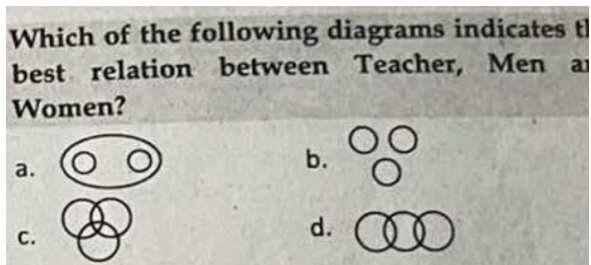 Which of the following diagrams indicates
best relation between Teacher, Men
Women?
a.
b.
c.
d.